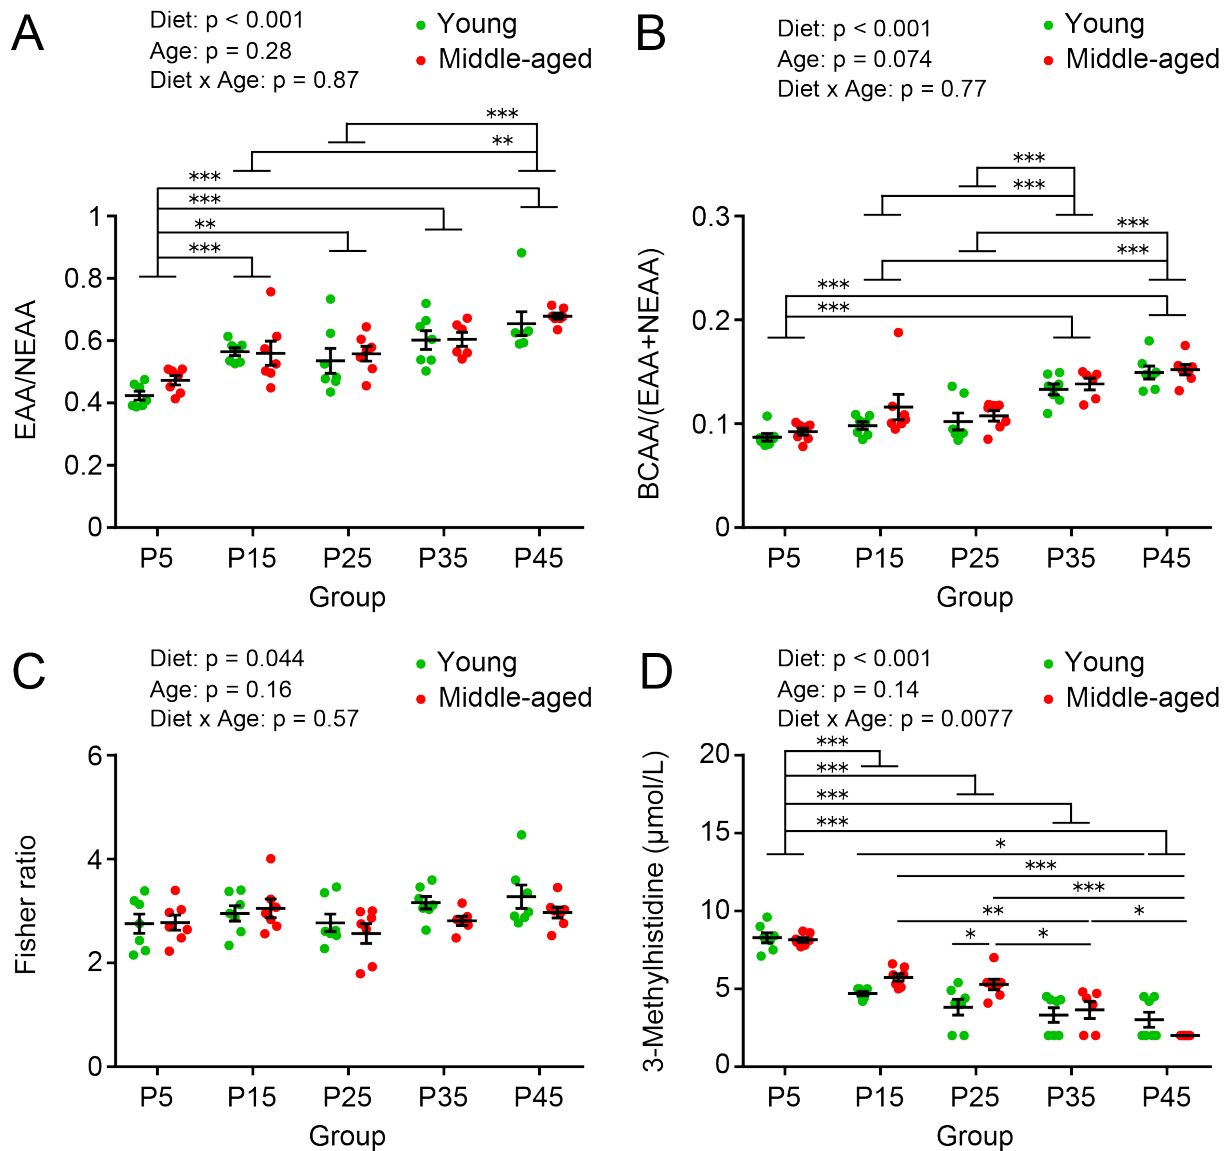 A
Diet: p < 0.001
Age: p = 0.28
Diet x Age: p = 0.87
Young
Middle-aged
***
**
***
***
**
***
EAA/NEAA
1
0.8
0.6
0.4
0.2
0
P5 P15 P25 P35 P45
Group
B
Diet: p < 0.001
Age: p = 0.074
Diet x Age: p = 0.77
Young
Middle-aged
***
***
***
***
***
***
BCAA/(EAA+NEAA)
0.3
0.2
0.1
0
P5 P15 P25 P35 P45
Group
C
Diet: p = 0.044
Age: p = 0.16
Diet x Age: p = 0.57
Young
Middle-aged
Fisher ratio
6
4
2
0
P5 P15 P25 P35 P45
Group
D
Diet: p < 0.001
Age: p = 0.14
Diet x Age: p = 0.0077
Young
Middle-aged
***
***
***
***
*
***
***
** *
* *
3-Methylhistidine (µmol/L)
20
15
10
5
0
P5 P15 P25 P35 P45
Group